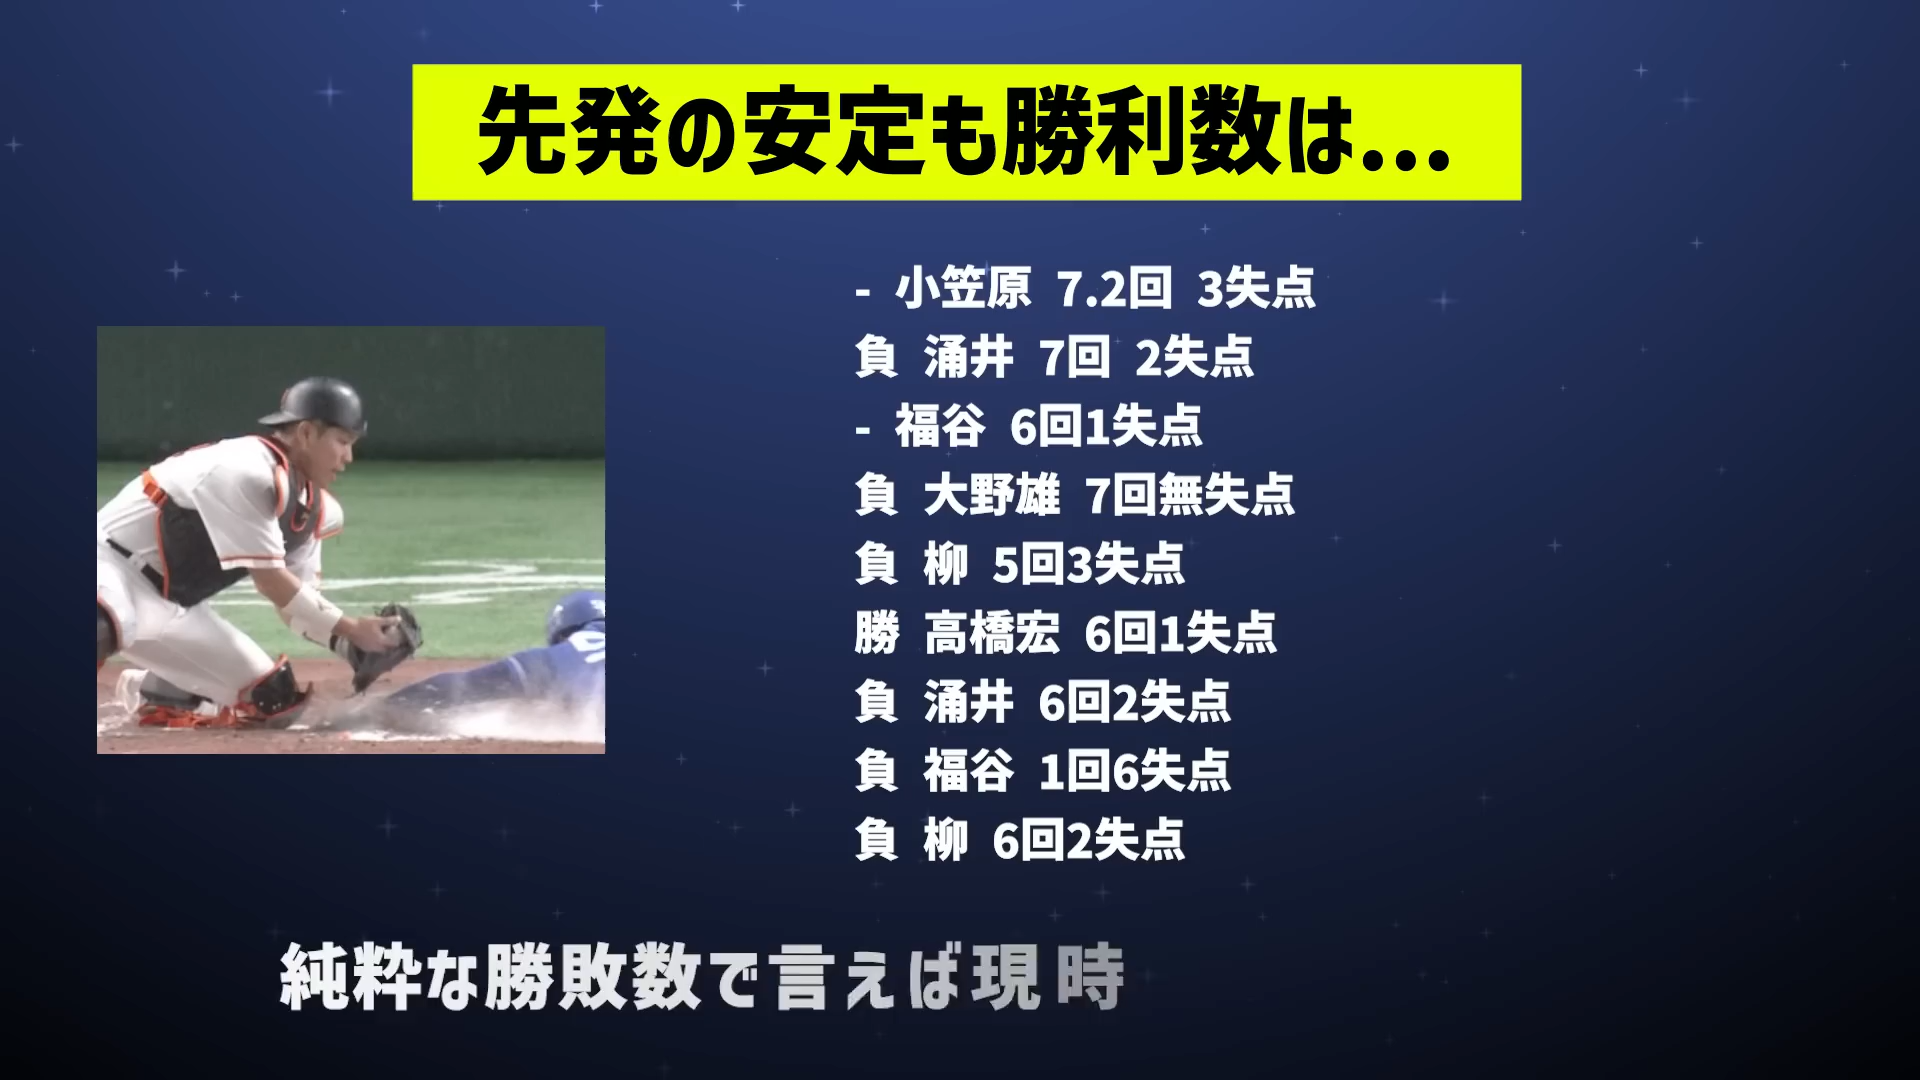 先発の安定も勝利数は...
- 小笠原 7.2回 3失点
負 涌井 7回 2失点
- 福谷 6回1失点
負 大野雄 7回無失点
負 柳 5回3失点
勝 高橋宏 6回1失点
負 涌井 6回2失点
負 福谷 1回6失点
負 柳 6回2失点
純粋な勝敗数で言えば現時